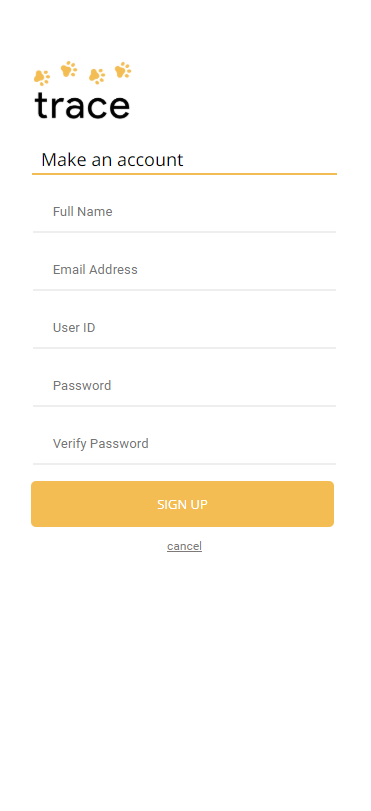 trace
Make an account
Full Name
Email Address
User ID
Password
Verify Password
SIGN UP
cancel